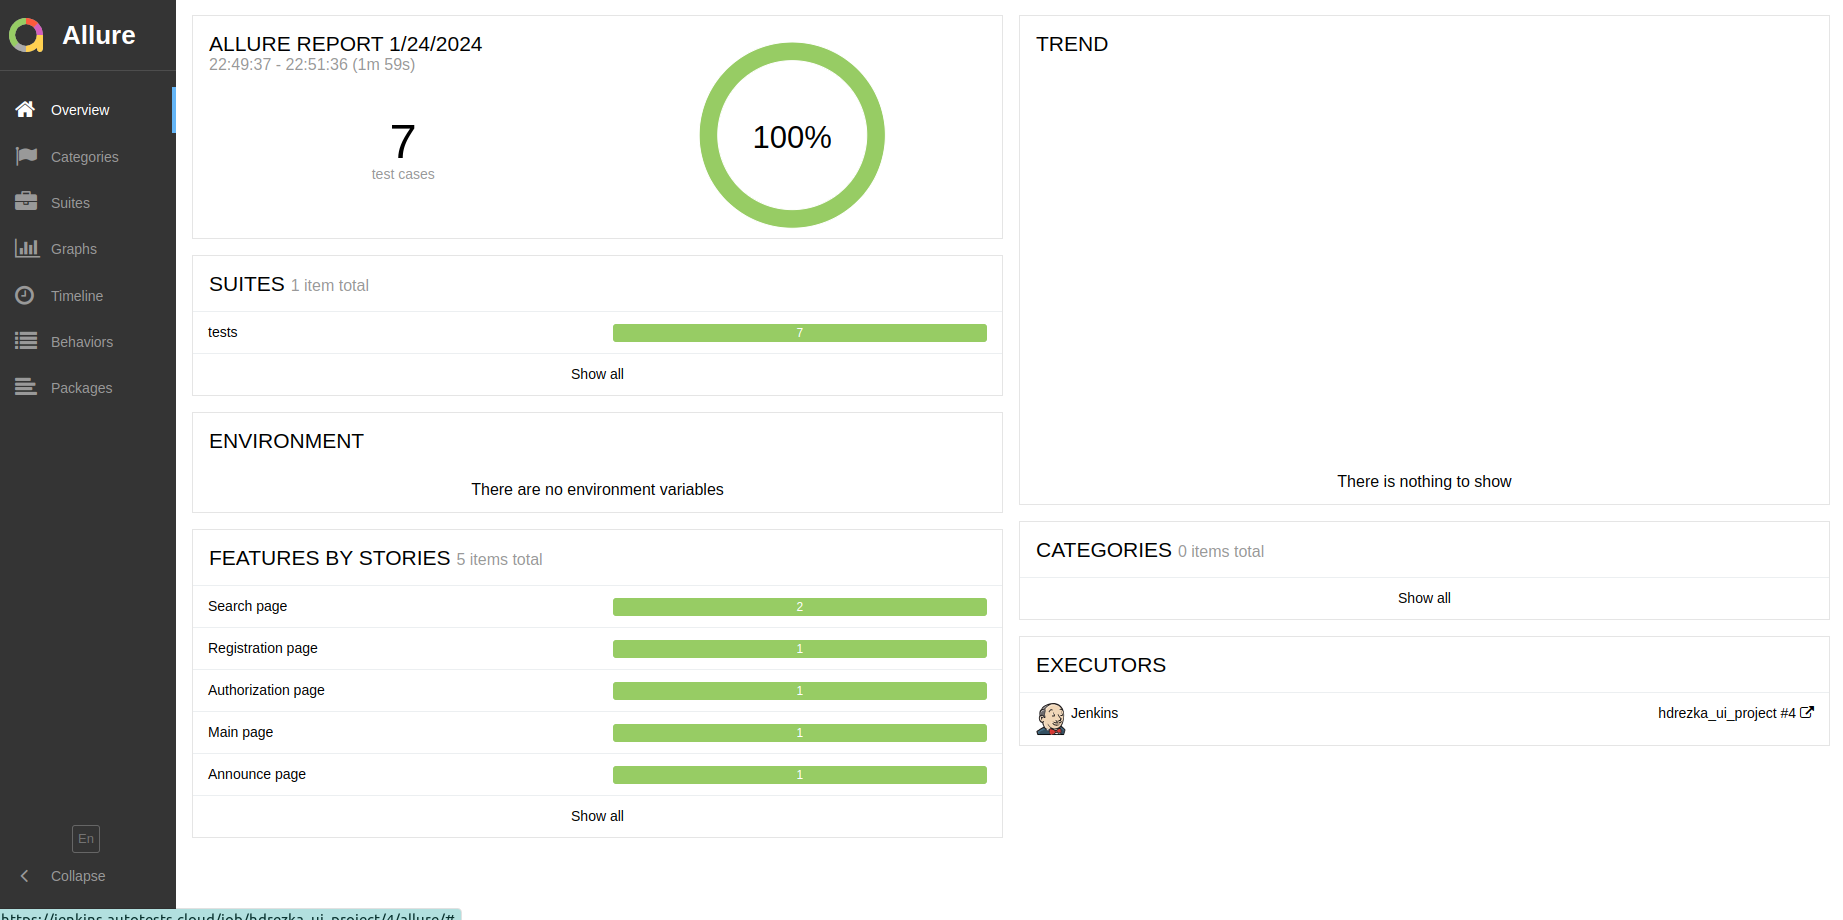 Allure
Overview
Categories
Suites
Graphs
Timeline
Behaviors
Packages
En
Collapse
ALLURE REPORT 1/24/2024
22:49:37 - 22:51:36 (1m 59s)
7
test cases
100%
SUITES 1 item total
tests 7
Show all
ENVIRONMENT
There are no environment variables
FEATURES BY STORIES 5 items total
Search page 2
Registration page 1
Authorization page 1
Main page 1
Announce page 1
Show all
TREND
There is nothing to show
CATEGORIES 0 items total
Show all
EXECUTORS
Jenkins hdrezka_ui_project #4
https://jenkins.autotests.cloud/job/hdrezka_ui_project/4/allure/#